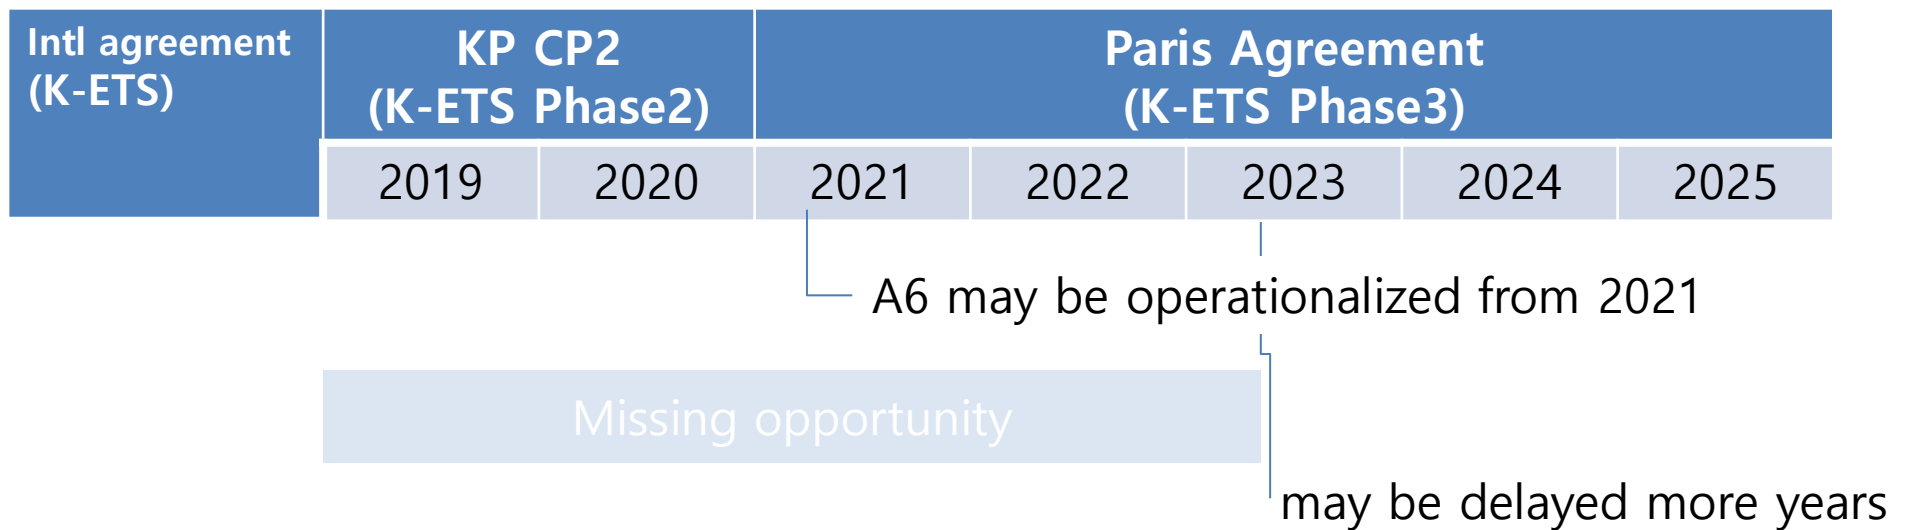 Intl agreement
(K-ETS)
KP CP2
(K-ETS Phase2)
Paris Agreement
(K-ETS Phase3)
2019 2020 2021 2022 2023 2024 2025
A6 may be operationalized from 2021
Missing opportunity
may be delayed more years